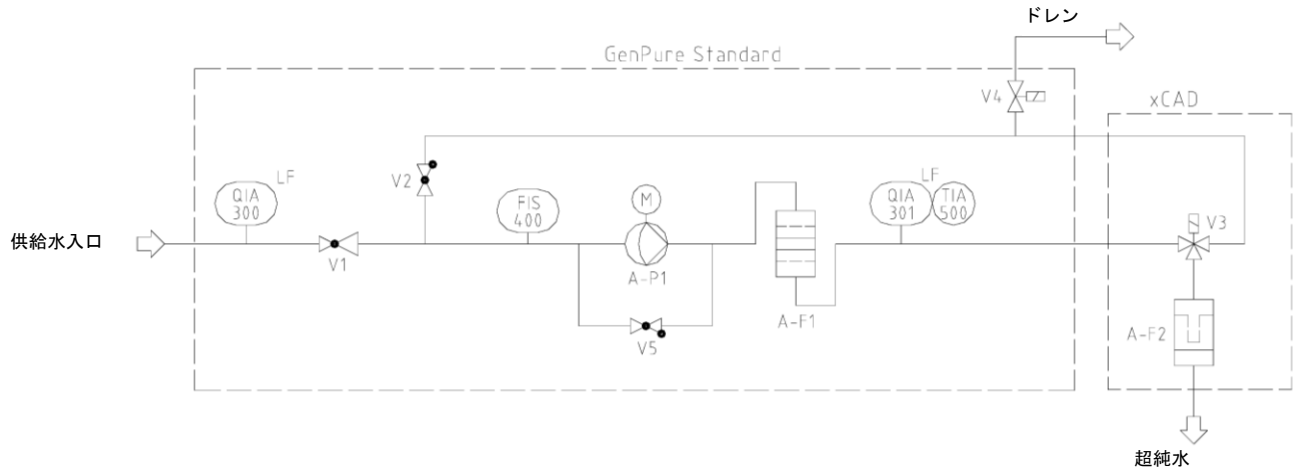 ドレン
GenPure Standard
V4
xCAD
V2
LF
QIA
300
FIS
400
M
LF
QIA
301
TIA
500
V3
供給水入口
V1
A-P1
A-F1
V5
A-F2
超純水